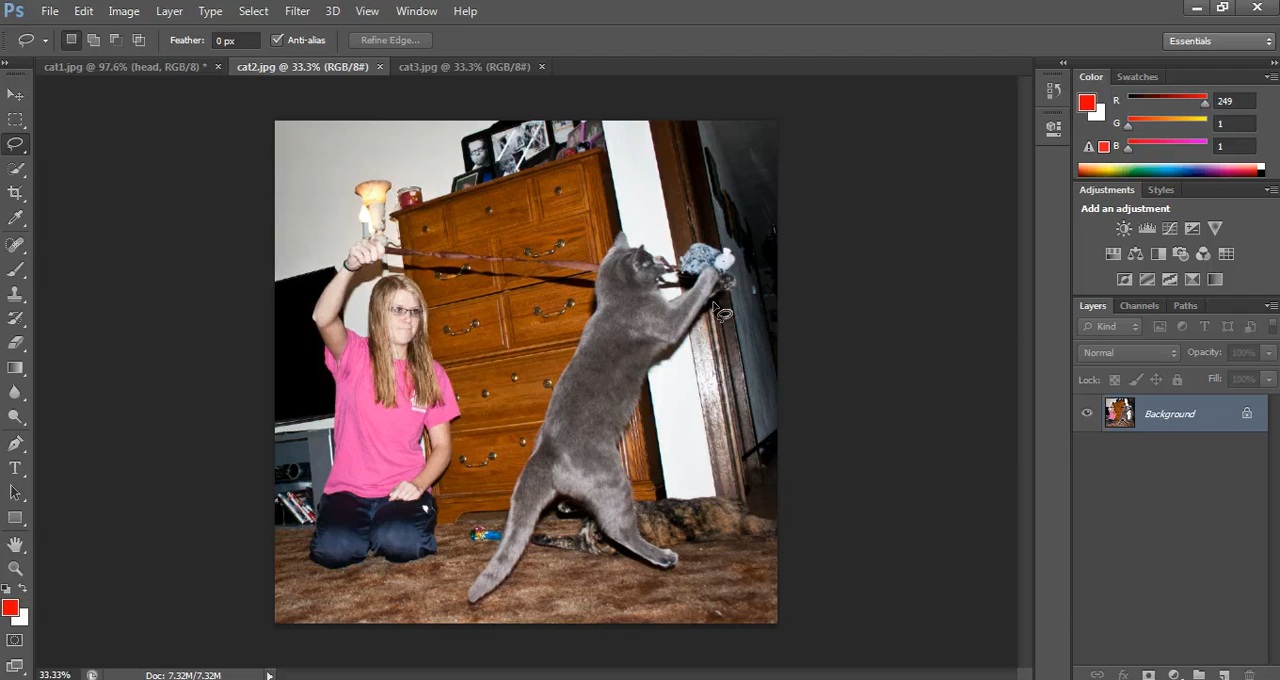 Ps File Edit Image Layer Type Select Filter 3D View Window Help
Feather: 0 px Anti-alias Refine Edge... Essentials
cat1.jpg @ 97.6% (head, RGB/8) * × cat2.jpg @ 33.3% (RGB/8#) × cat3.jpg @ 33.3% (RGB/8#) ×
Color Swatches
R 249
G 1
B 1
Adjustments Styles
Add an adjustment
Layers Channels Paths
Kind
Normal Opacity: 100%
Lock: Fill: 100%
Background
33.33% Doc: 7.32M/7.32M